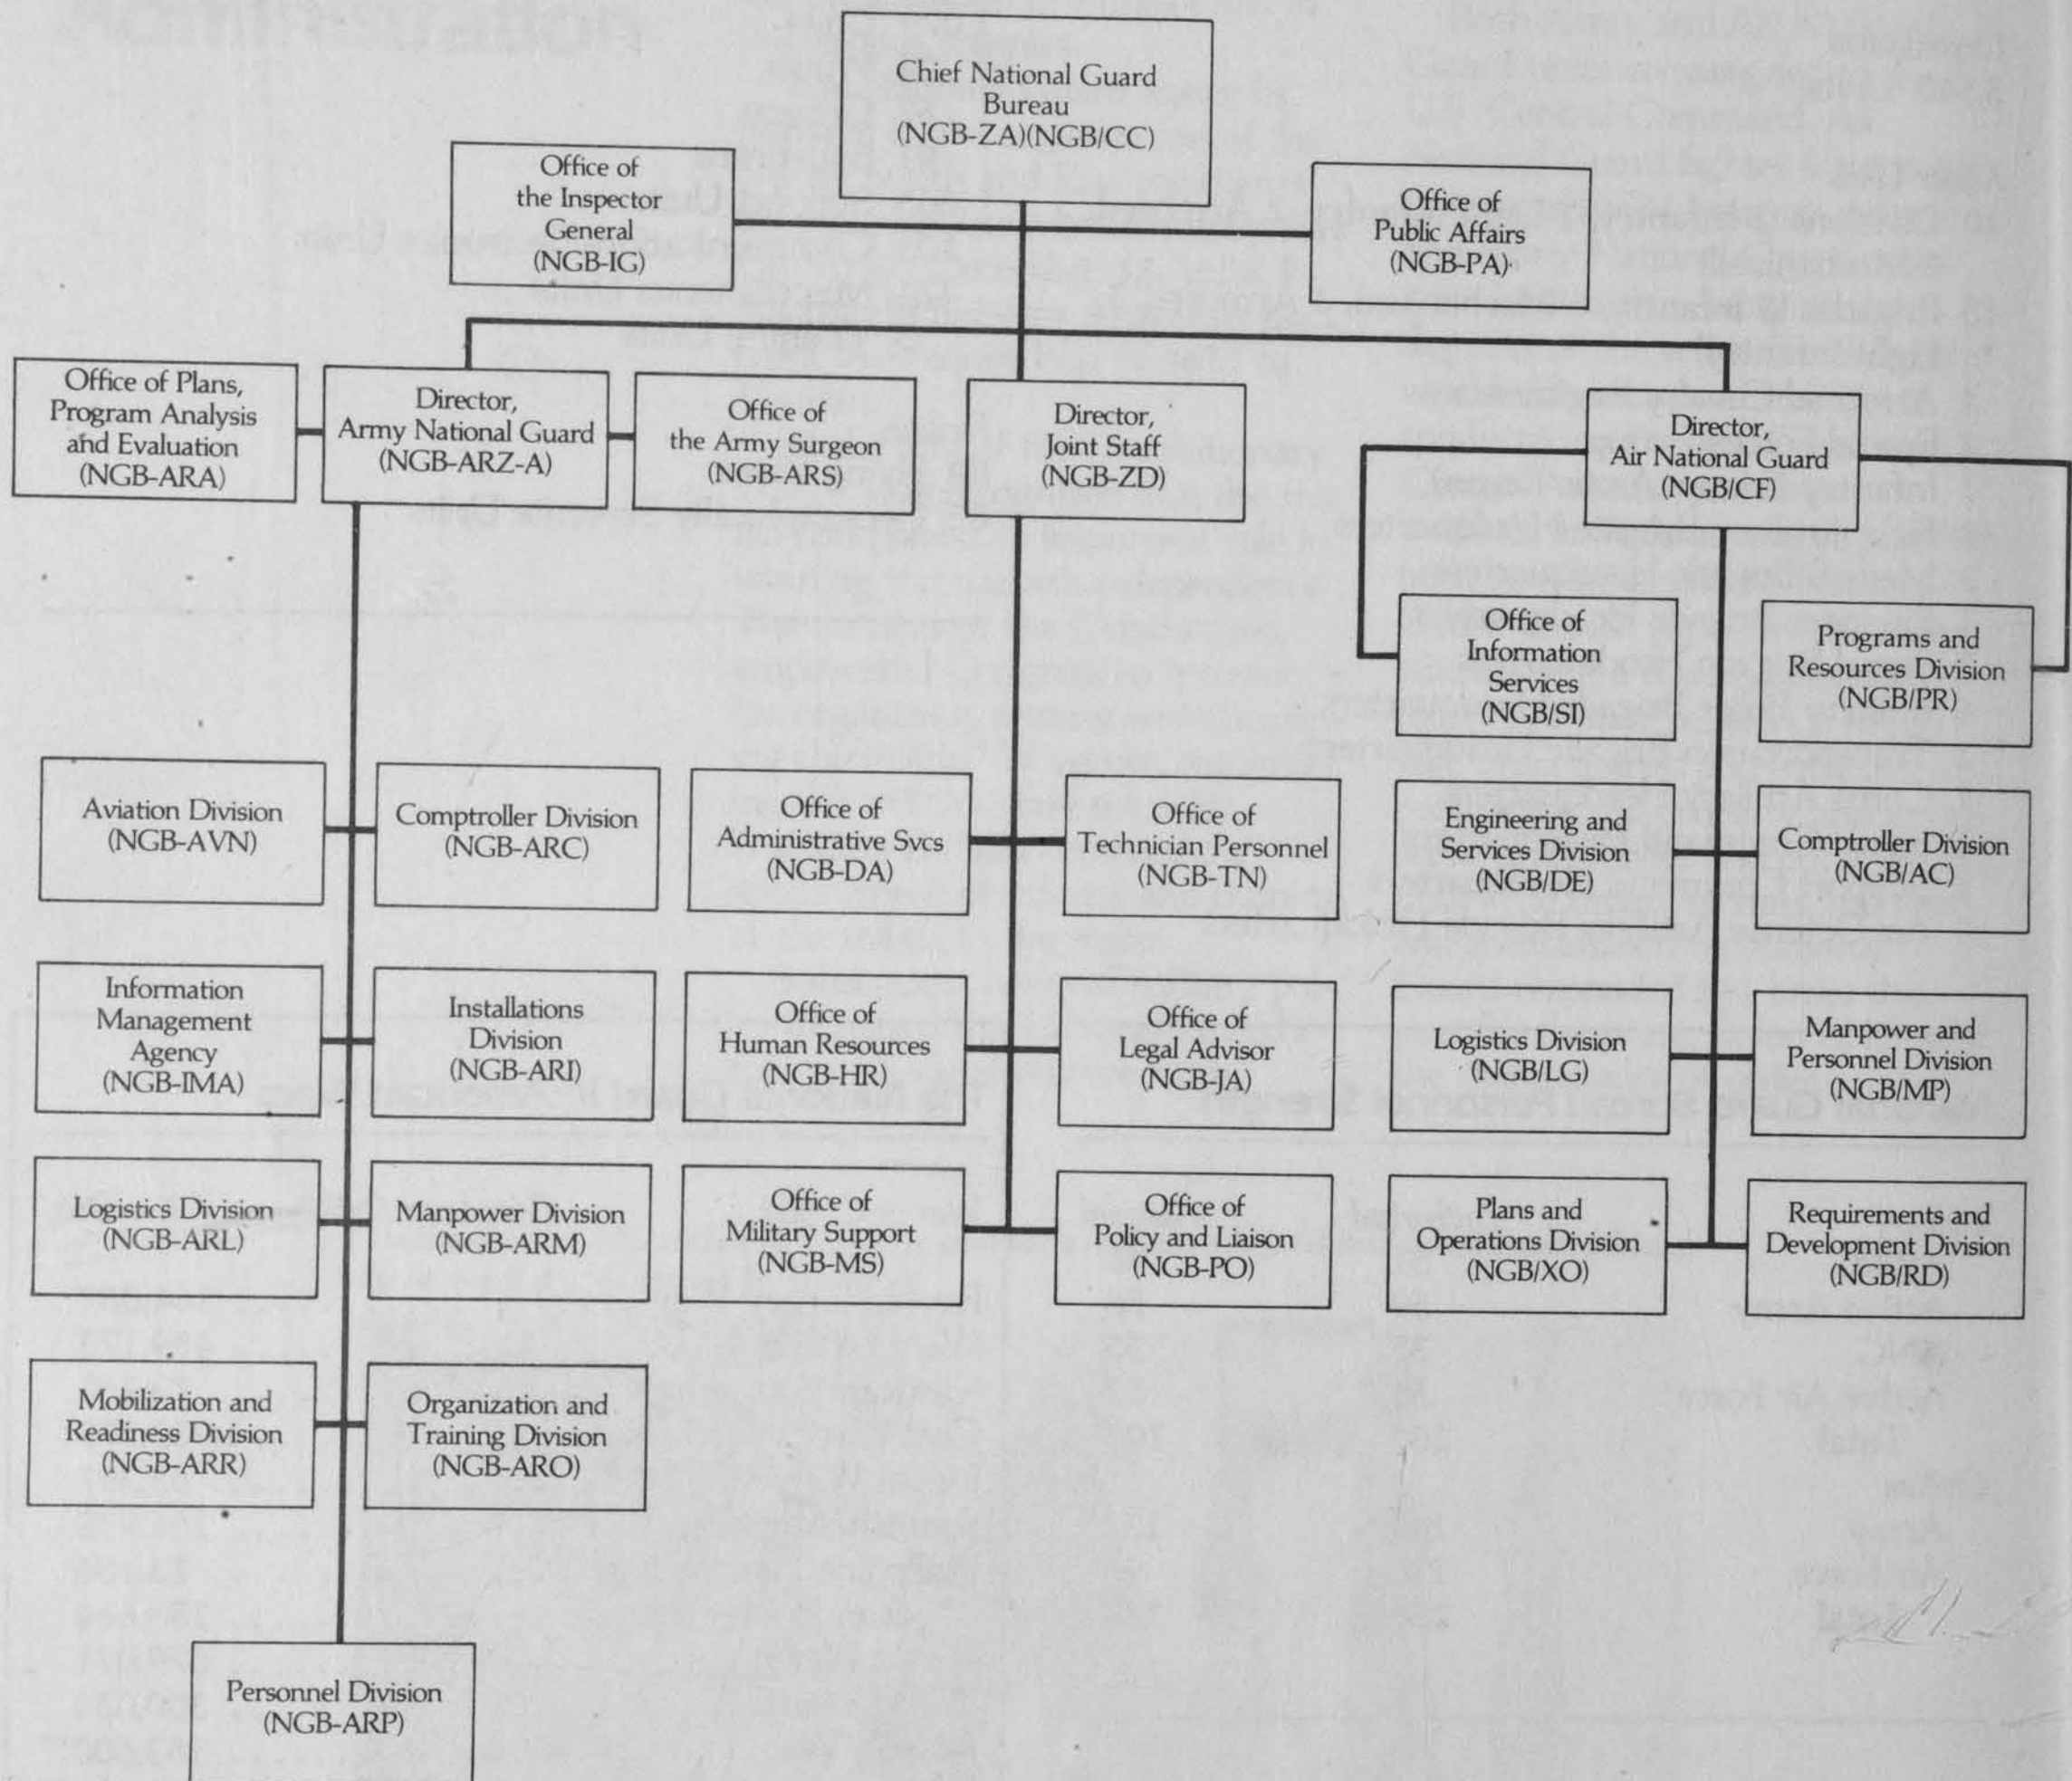 Chief National Guard
Bureau
(NGB-ZA)(NGB/CC)
Office of
the Inspector
General
(NGB-IG)
Office of
Public Affairs
(NGB-PA)
Office of Plans,
Program Analysis
and Evaluation
(NGB-ARA)
Director,
Army National Guard
(NGB-ARZ-A)
Office of
the Army Surgeon
(NGB-ARS)
Director,
Joint Staff
(NGB-ZD)
Director,
Air National Guard
(NGB/CF)
Office of
Information
Services
(NGB/SI)
Programs and
Resources Division
(NGB/PR)
Aviation Division
(NGB-AVN)
Comptroller Division
(NGB-ARC)
Office of
Administrative Svcs
(NGB-DA)
Office of
Technician Personnel
(NGB-TN)
Engineering and
Services Division
(NGB/DE)
Comptroller Division
(NGB/AC)
Information
Management
Agency
(NGB-IMA)
Installations
Division
(NGB-ARI)
Office of
Human Resources
(NGB-HR)
Office of
Legal Advisor
(NGB-JA)
Logistics Division
(NGB/LG)
Manpower and
Personnel Division
(NGB/MP)
Logistics Division
(NGB-ARL)
Manpower Division
(NGB-ARM)
Office of
Military Support
(NGB-MS)
Office of
Policy and Liaison
(NGB-PO)
Plans and
Operations Division
(NGB/XO)
Requirements and
Development Division
(NGB/RD)
Mobilization and
Readiness Division
(NGB-ARR)
Organization and
Training Division
(NGB-ARO)
Personnel Division
(NGB-ARP)